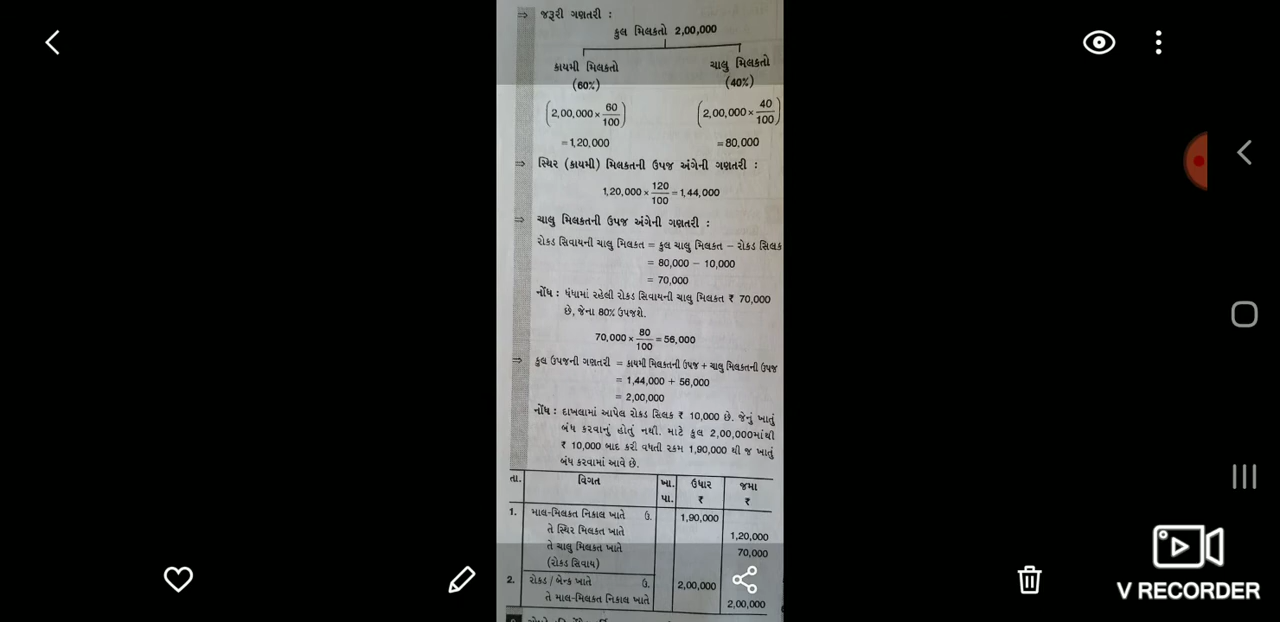 ⇒ જરૂરી ગણતરી :
કુલ મિલકતો 2,00,000
કાયમી મિલકતો ચાલુ મિલકતો
(60%) (40%)
(2,00,000 × 60/100) (2,00,000 × 40/100)
= 1,20,000 = 80,000
⇒ સ્થિર (કાયમી) મિલકતની ઉપજ અંગેની ગણતરી :
1,20,000 × 120/100 = 1,44,000
⇒ ચાલુ મિલકતની ઉપજ અંગેની ગણતરી :
રોકડ સિવાયની ચાલુ મિલકત = કુલ ચાલુ મિલકત − રોકડ સિલક
= 80,000 − 10,000
= 70,000
નોંધ : ધંધામાં રહેલી રોકડ સિવાયની ચાલુ મિલકત ₹ 70,000
છે, જેના 80% ઉપજશે.
70,000 × 80/100 = 56,000
⇒ કુલ ઉપજની ગણતરી = કાયમી મિલકતની ઉપજ + ચાલુ મિલકતની ઉપજ
= 1,44,000 + 56,000
= 2,00,000
નોંધ : દાખલામાં આપેલ રોકડ સિલક ₹ 10,000 છે. જેનું ખાતું
બંધ કરવાનું હોતું નથી. માટે કુલ 2,00,000માંથી
₹ 10,000 બાદ કરી વધતી રકમ 1,90,000 થી જ ખાતું
બંધ કરવામાં આવે છે.
તા. વિગત ખા. ઉધાર જમા
પા. ₹ ₹
1. માલ-મિલકત નિકાલ ખાતે ઉ. 1,90,000
તે સ્થિર મિલકત ખાતે 1,20,000
તે ચાલુ મિલકત ખાતે 70,000
(રોકડ સિવાય)
2. રોકડ / બેન્ક ખાતે ઉ. 2,00,000
તે માલ-મિલકત નિકાલ ખાતે 2,00,000
V RECORDER